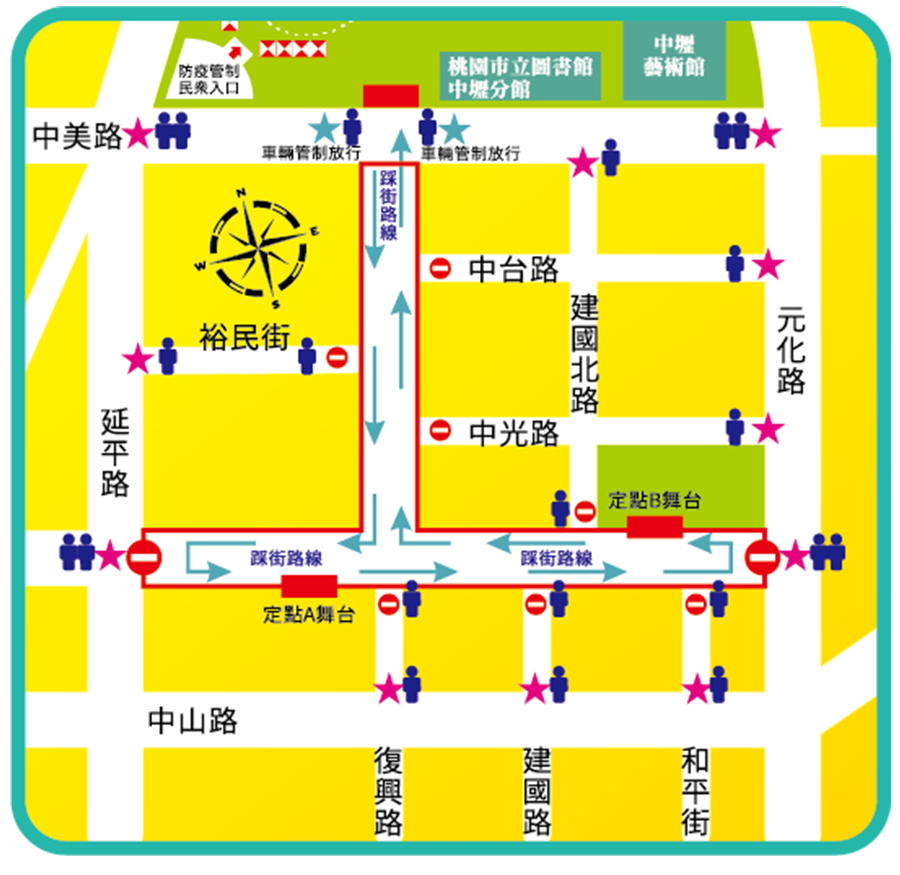 防疫管制
民眾入口
桃園市立圖書館
中壢分館
中壢
藝術館
中美路
車輛管制放行
車輛管制放行
踩街路線
N
E
W
S
中台路
裕民街
建國北路
元化路
延平路
中光路
定點B舞台
踩街路線
踩街路線
定點A舞台
中山路
復興路
建國路
和平街